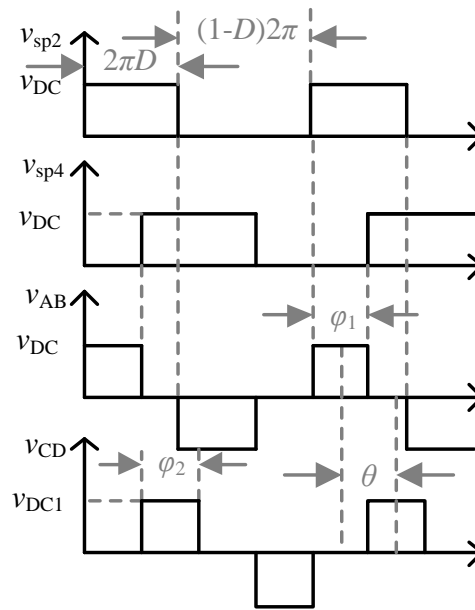 v_sp2
(1-D)2π
2πD
v_DC
v_sp4
v_DC
v_AB
v_DC
φ_1
v_CD
φ_2
θ
v_DC1